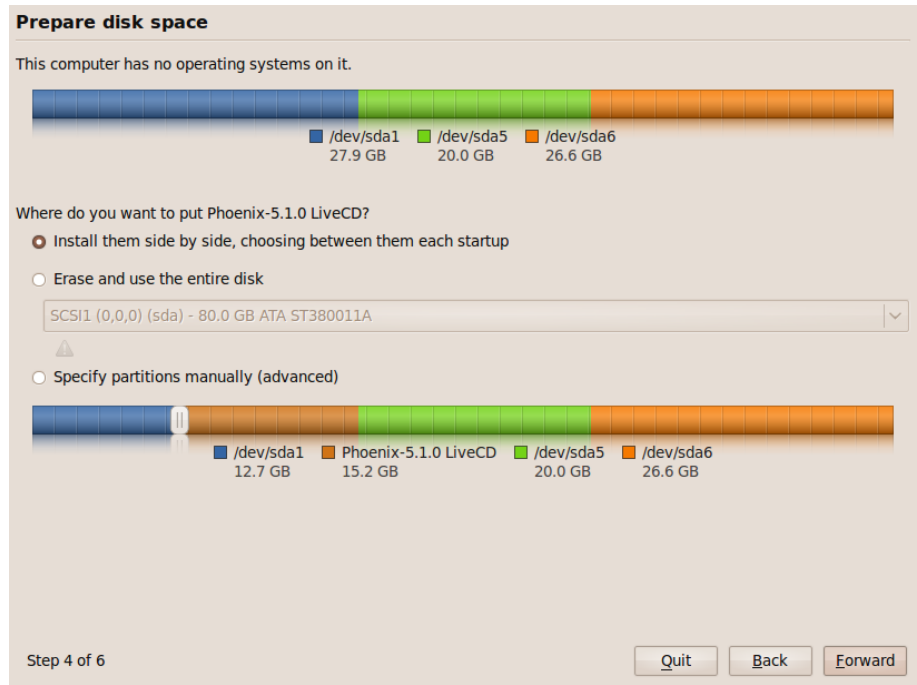 Prepare disk space
This computer has no operating systems on it.
/dev/sda1 /dev/sda5 /dev/sda6
27.9 GB 20.0 GB 26.6 GB
Where do you want to put Phoenix-5.1.0 LiveCD?
Install them side by side, choosing between them each startup
Erase and use the entire disk
SCSI1 (0,0,0) (sda) - 80.0 GB ATA ST380011A
Specify partitions manually (advanced)
/dev/sda1 Phoenix-5.1.0 LiveCD /dev/sda5 /dev/sda6
12.7 GB 15.2 GB 20.0 GB 26.6 GB
Step 4 of 6 Quit Back Forward